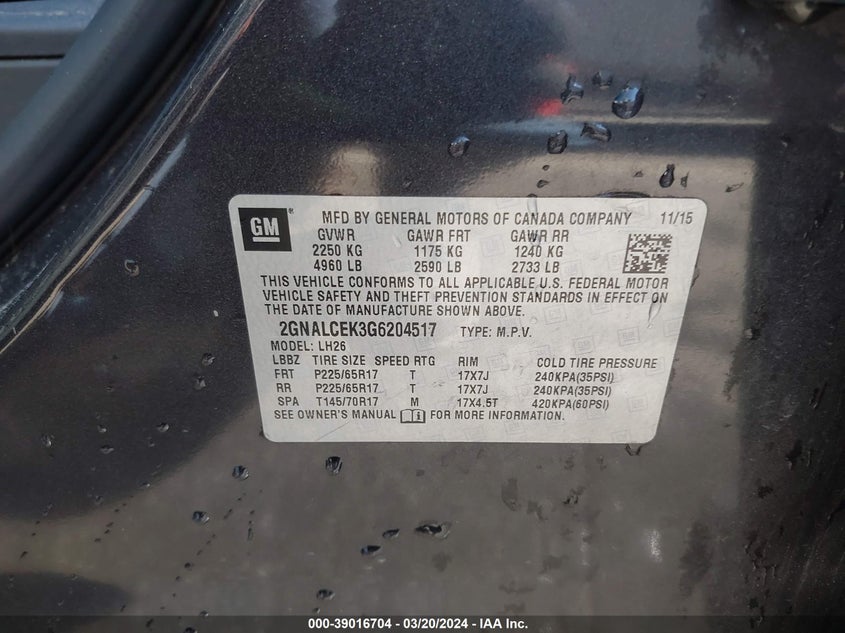 GM ® MFD BY GENERAL MOTORS OF CANADA COMPANY 11/15
GVWR GAWR FRT GAWR RR
2250 KG 1175 KG 1240 KG
4960 LB 2590 LB 2733 LB
THIS VEHICLE CONFORMS TO ALL APPLICABLE U.S. FEDERAL MOTOR
VEHICLE SAFETY AND THEFT PREVENTION STANDARDS IN EFFECT ON
THE DATE OF MANUFACTURE SHOWN ABOVE.
2GNALCEK3G6204517 TYPE: M.P.V.
MODEL: LH26
LBBZ TIRE SIZE SPEED RTG RIM COLD TIRE PRESSURE
FRT P225/65R17 T 17X7J 240KPA(35PSI)
RR P225/65R17 T 17X7J 240KPA(35PSI)
SPA T145/70R17 M 17X4.5T 420KPA(60PSI)
SEE OWNER'S MANUAL FOR MORE INFORMATION.
000-39016704 - 03/20/2024 - IAA Inc.